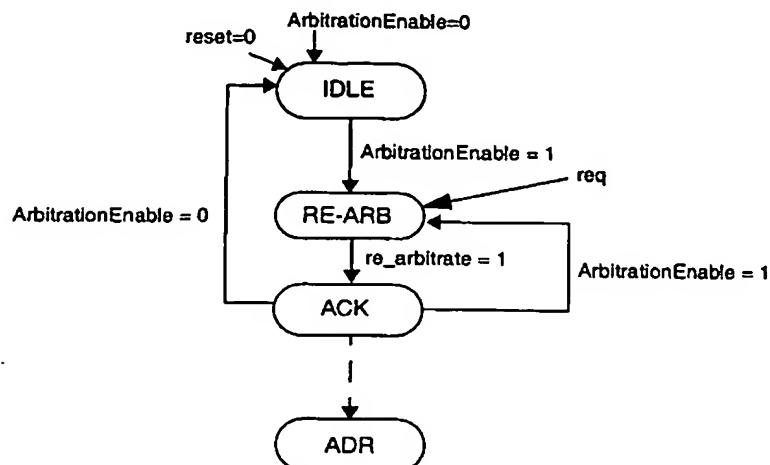 ArbitrationEnable=0
reset=0
IDLE
ArbitrationEnable = 1
req
ArbitrationEnable = 0
RE-ARB
re_arbitrate = 1
ArbitrationEnable = 1
ACK
ADR